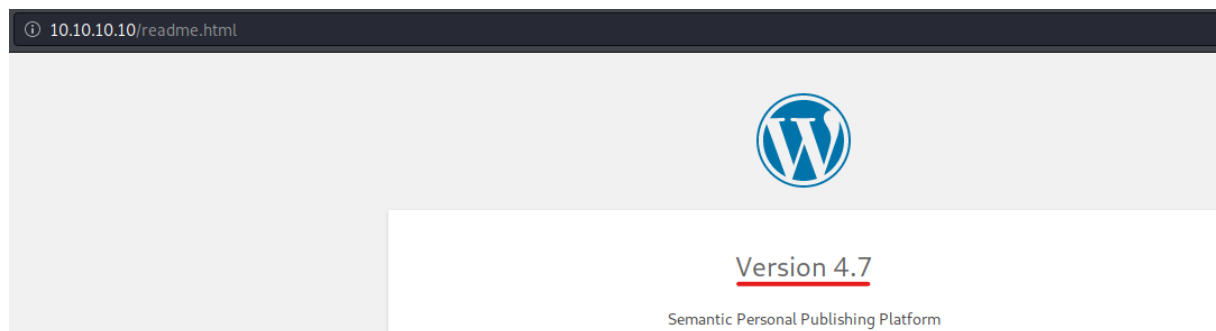 10.10.10.10/readme.html
Version 4.7
Semantic Personal Publishing Platform